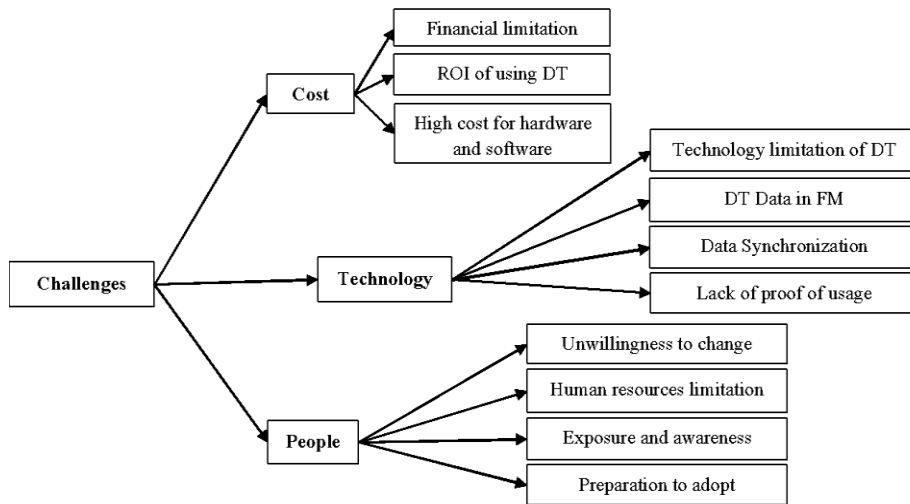 Financial limitation
Cost
ROI of using DT
High cost for hardware
and software
Challenges
Technology
Technology limitation of DT
DT Data in FM
Data Synchronization
Lack of proof of usage
People
Unwillingness to change
Human resources limitation
Exposure and awareness
Preparation to adopt